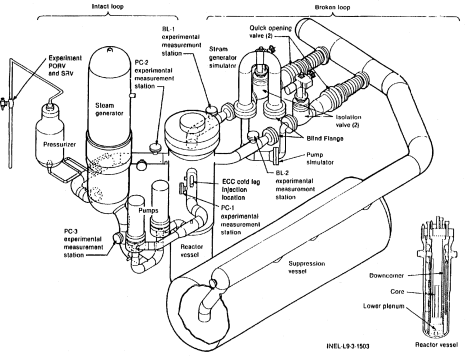 Intact loop
Broken loop
BL-1
experimental
measurement
station
Quick opening
valve (2)
Steam
generator
simulator
PC-2
experimental
measurement
station
Experiment
PORV
and SRV
Steam
generator
Pressurizer
Isolation
valve (2)
Blind Flange
Pump
simulator
BL-2
experimental
measurement
station
ECC cold leg
injection
location
PC-1
experimental
measurement
station
Pumps
PC-3
experimental
measurement
station
Reactor
vessel
Suppression
vessel
Downcomer
Core
Lower plenum
INEL-L9-3-1503
Reactor vessel